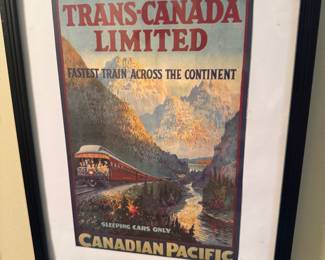 TRANS-CANADA
LIMITED
FASTEST TRAIN ACROSS THE CONTINENT
SLEEPING CARS ONLY
CANADIAN PACIFIC